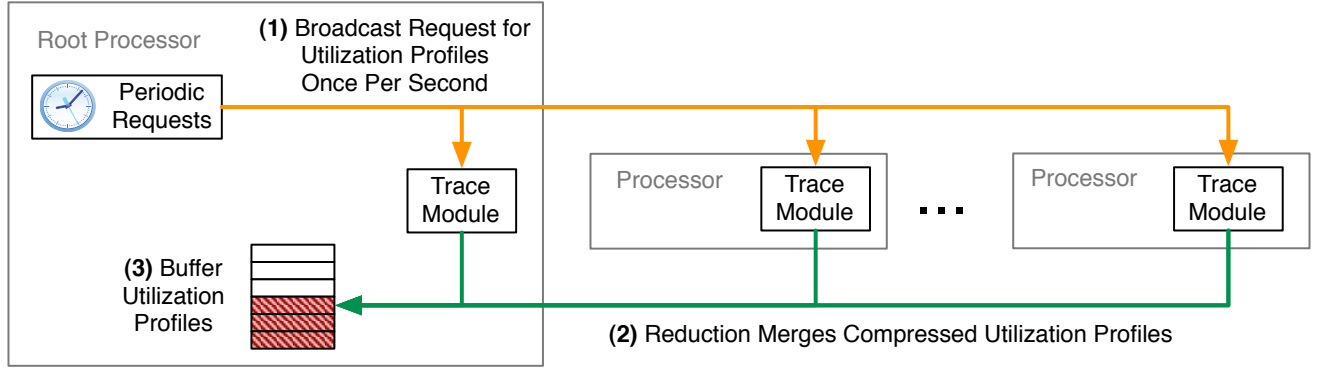 Root Processor
(1) Broadcast Request for
Utilization Profiles
Once Per Second
Periodic
Requests
Trace
Module
Processor
Trace
Module
...
Processor
Trace
Module
(3) Buffer
Utilization
Profiles
(2) Reduction Merges Compressed Utilization Profiles